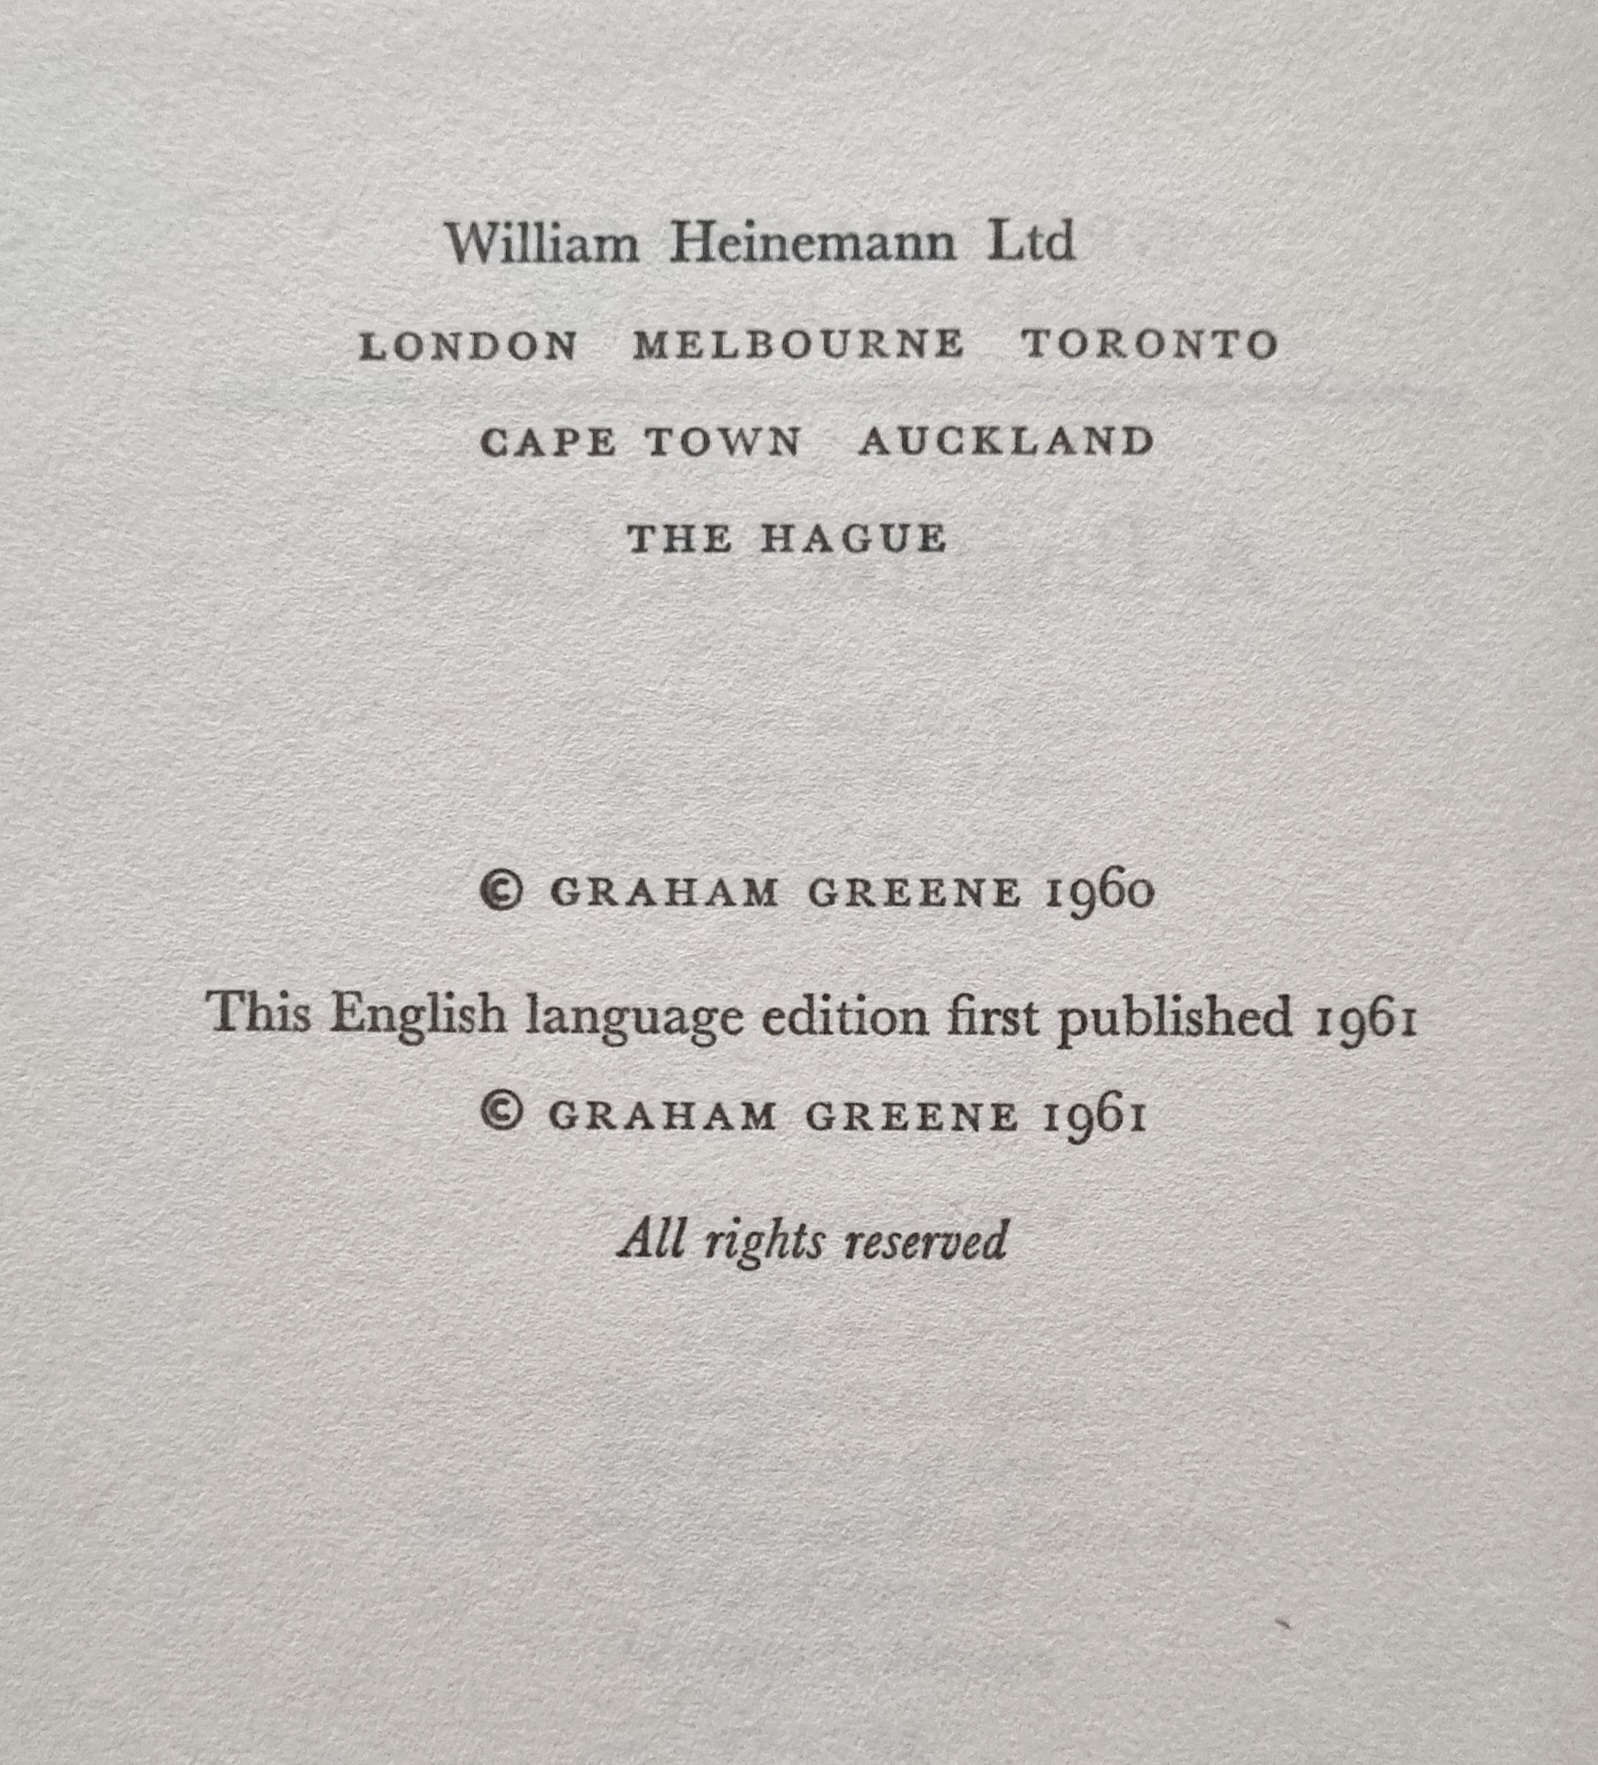 William Heinemann Ltd
LONDON MELBOURNE TORONTO
CAPE TOWN AUCKLAND
THE HAGUE
© GRAHAM GREENE 1960
This English language edition first published 1961
© GRAHAM GREENE 1961
All rights reserved